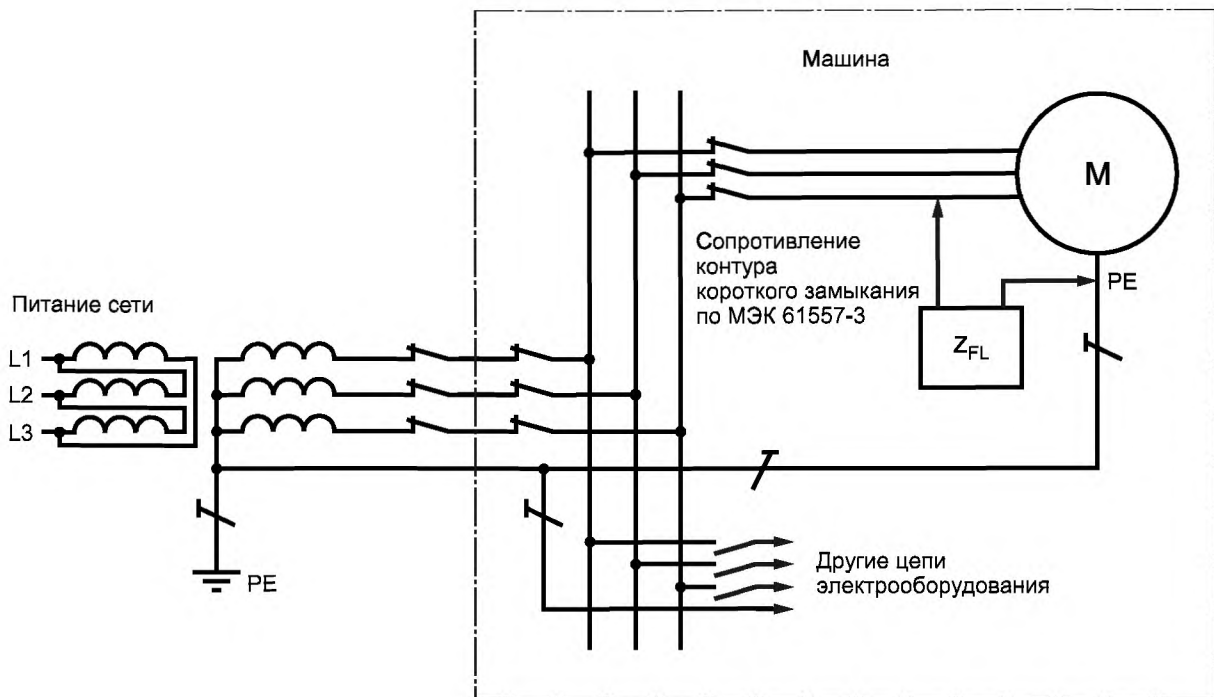 Машина
M
Сопротивление
контура
короткого замыкания
по МЭК 61557-3
PE
Z_FL
Питание сети
L1
L2
L3
PE
Другие цепи
электрооборудования